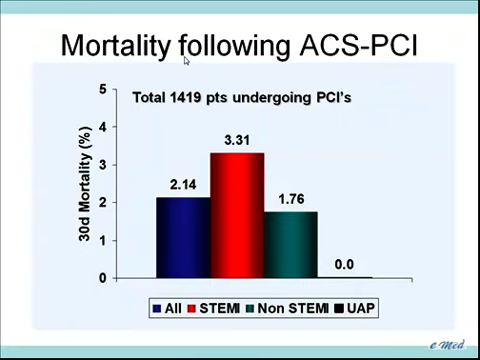 Mortality following ACS-PCI
Total 1419 pts undergoing PCI's
30d Mortality (%)
5
4
3
2
1
0
2.14
3.31
1.76
0.0
All STEMI Non STEMI UAP
e Med